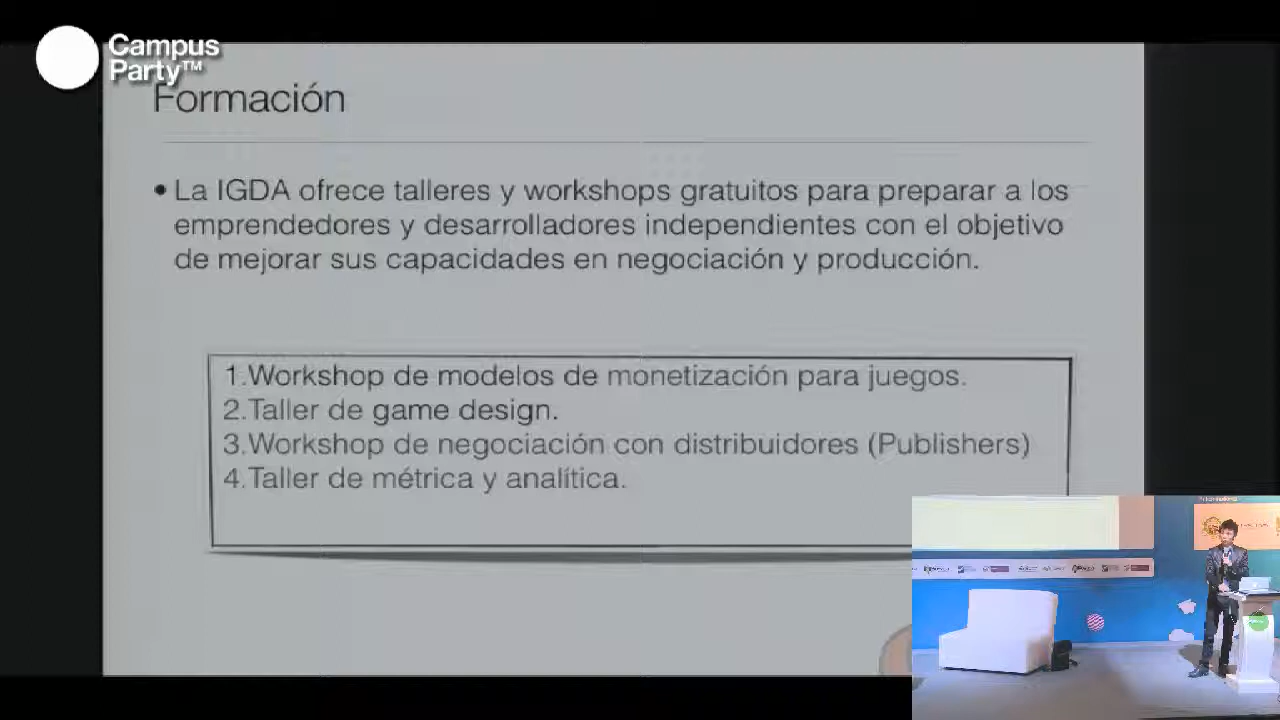 Campus
Party™
Formación
• La IGDA ofrece talleres y workshops gratuitos para preparar a los
emprendedores y desarrolladores independientes con el objetivo
de mejorar sus capacidades en negociación y producción.
1.Workshop de modelos de monetización para juegos.
2.Taller de game design.
3.Workshop de negociación con distribuidores (Publishers)
4.Taller de métrica y analítica.